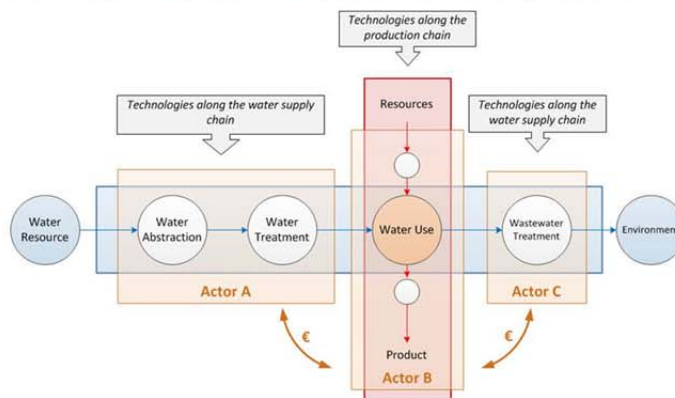 Technologies along the
production chain
Technologies along the water supply
chain
Technologies along the
water supply chain
Resources
Water
Resource
Water
Abstraction
Water
Treatment
Water Use
Wastewater
Treatment
Environment
Actor A
Actor C
€
€
Product
Actor B